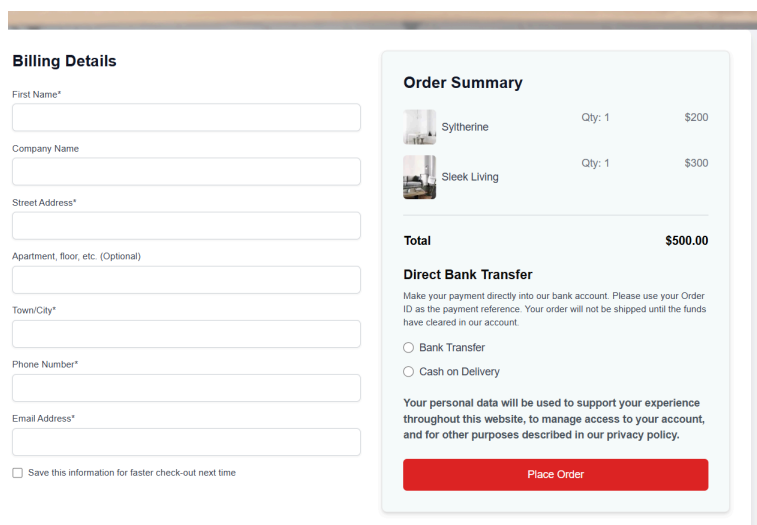 Billing Details
First Name*
Company Name
Street Address*
Apartment, floor, etc. (Optional)
Town/City*
Phone Number*
Email Address*
Save this information for faster check-out next time
Order Summary
Syltherine Qty: 1 $200
Sleek Living Qty: 1 $300
Total $500.00
Direct Bank Transfer
Make your payment directly into our bank account. Please use your Order
ID as the payment reference. Your order will not be shipped until the funds
have cleared in our account.
Bank Transfer
Cash on Delivery
Your personal data will be used to support your experience
throughout this website, to manage access to your account,
and for other purposes described in our privacy policy.
Place Order